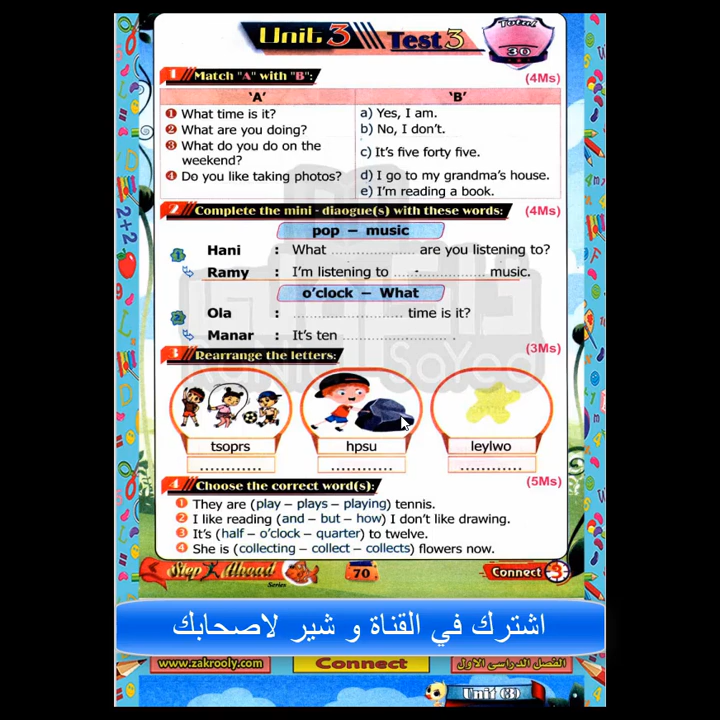 Unit 3 Test 3
Total
30
1 Match "A" with "B": (4Ms)
'A' 'B'
1 What time is it? a) Yes, I am.
2 What are you doing? b) No, I don't.
3 What do you do on the weekend? c) It's five forty five.
4 Do you like taking photos? d) I go to my grandma's house.
e) I'm reading a book.
2 Complete the mini - diaogue(s) with these words: (4Ms)
pop – music
1 Hani : What .................... are you listening to?
Ramy : I'm listening to .................... music.
o'clock – What
2 Ola : .................... time is it?
Manar : It's ten ....................
3 Rearrange the letters: (3Ms)
tsoprs hpsu leylwo
............ ............ ............
4 Choose the correct word(s): (5Ms)
1 They are (play – plays – playing) tennis.
2 I like reading (and – but – how) I don't like drawing.
3 It's (half – o'clock – quarter) to twelve.
4 She is (collecting – collect – collects) flowers now.
Step Ahead Series 70 Connect 3
اشترك في القناة و شير لاصحابك
www.zakrooly.com Connect الفصل الدراسى الأول
Unit (3)